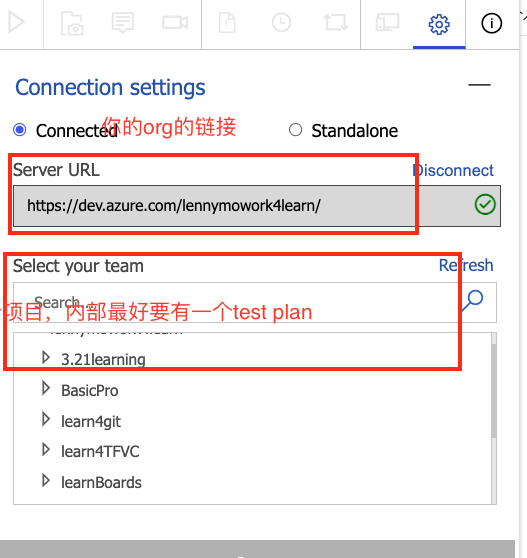 Connection settings
Connected 你的org的链接 Standalone
Server URL Disconnect
https://dev.azure.com/lennymowork4learn/
Select your team Refresh
Search
项目，内部最好要有一个test plan
lennymowork4learn
3.21learning
BasicPro
learn4git
learn4TFVC
learnBoards